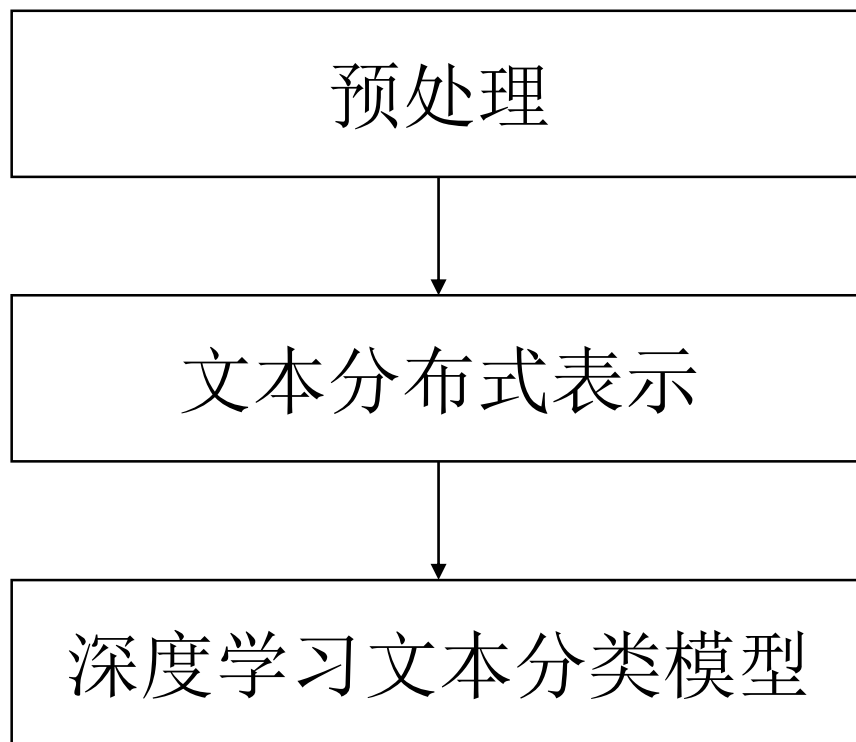 预处理
文本分布式表示
深度学习文本分类模型